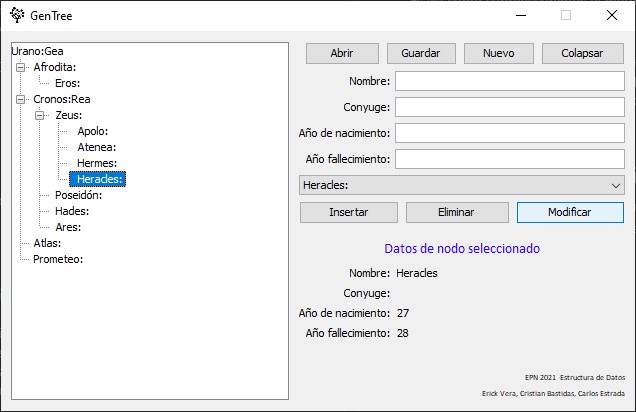 GenTree
Urano:Gea
Afrodita:
Eros:
Cronos:Rea
Zeus:
Apolo:
Atenea:
Hermes:
Heracles:
Poseidón:
Hades:
Ares:
Atlas:
Prometeo:
Abrir Guardar Nuevo Colapsar
Nombre:
Conyuge:
Año de nacimiento:
Año fallecimiento:
Heracles:
Insertar Eliminar Modificar
Datos de nodo seleccionado
Nombre: Heracles
Conyuge:
Año de nacimiento: 27
Año fallecimiento: 28
EPN 2021 -Estructura de Datos
Erick Vera, Cristian Bastidas, Carlos Estrada